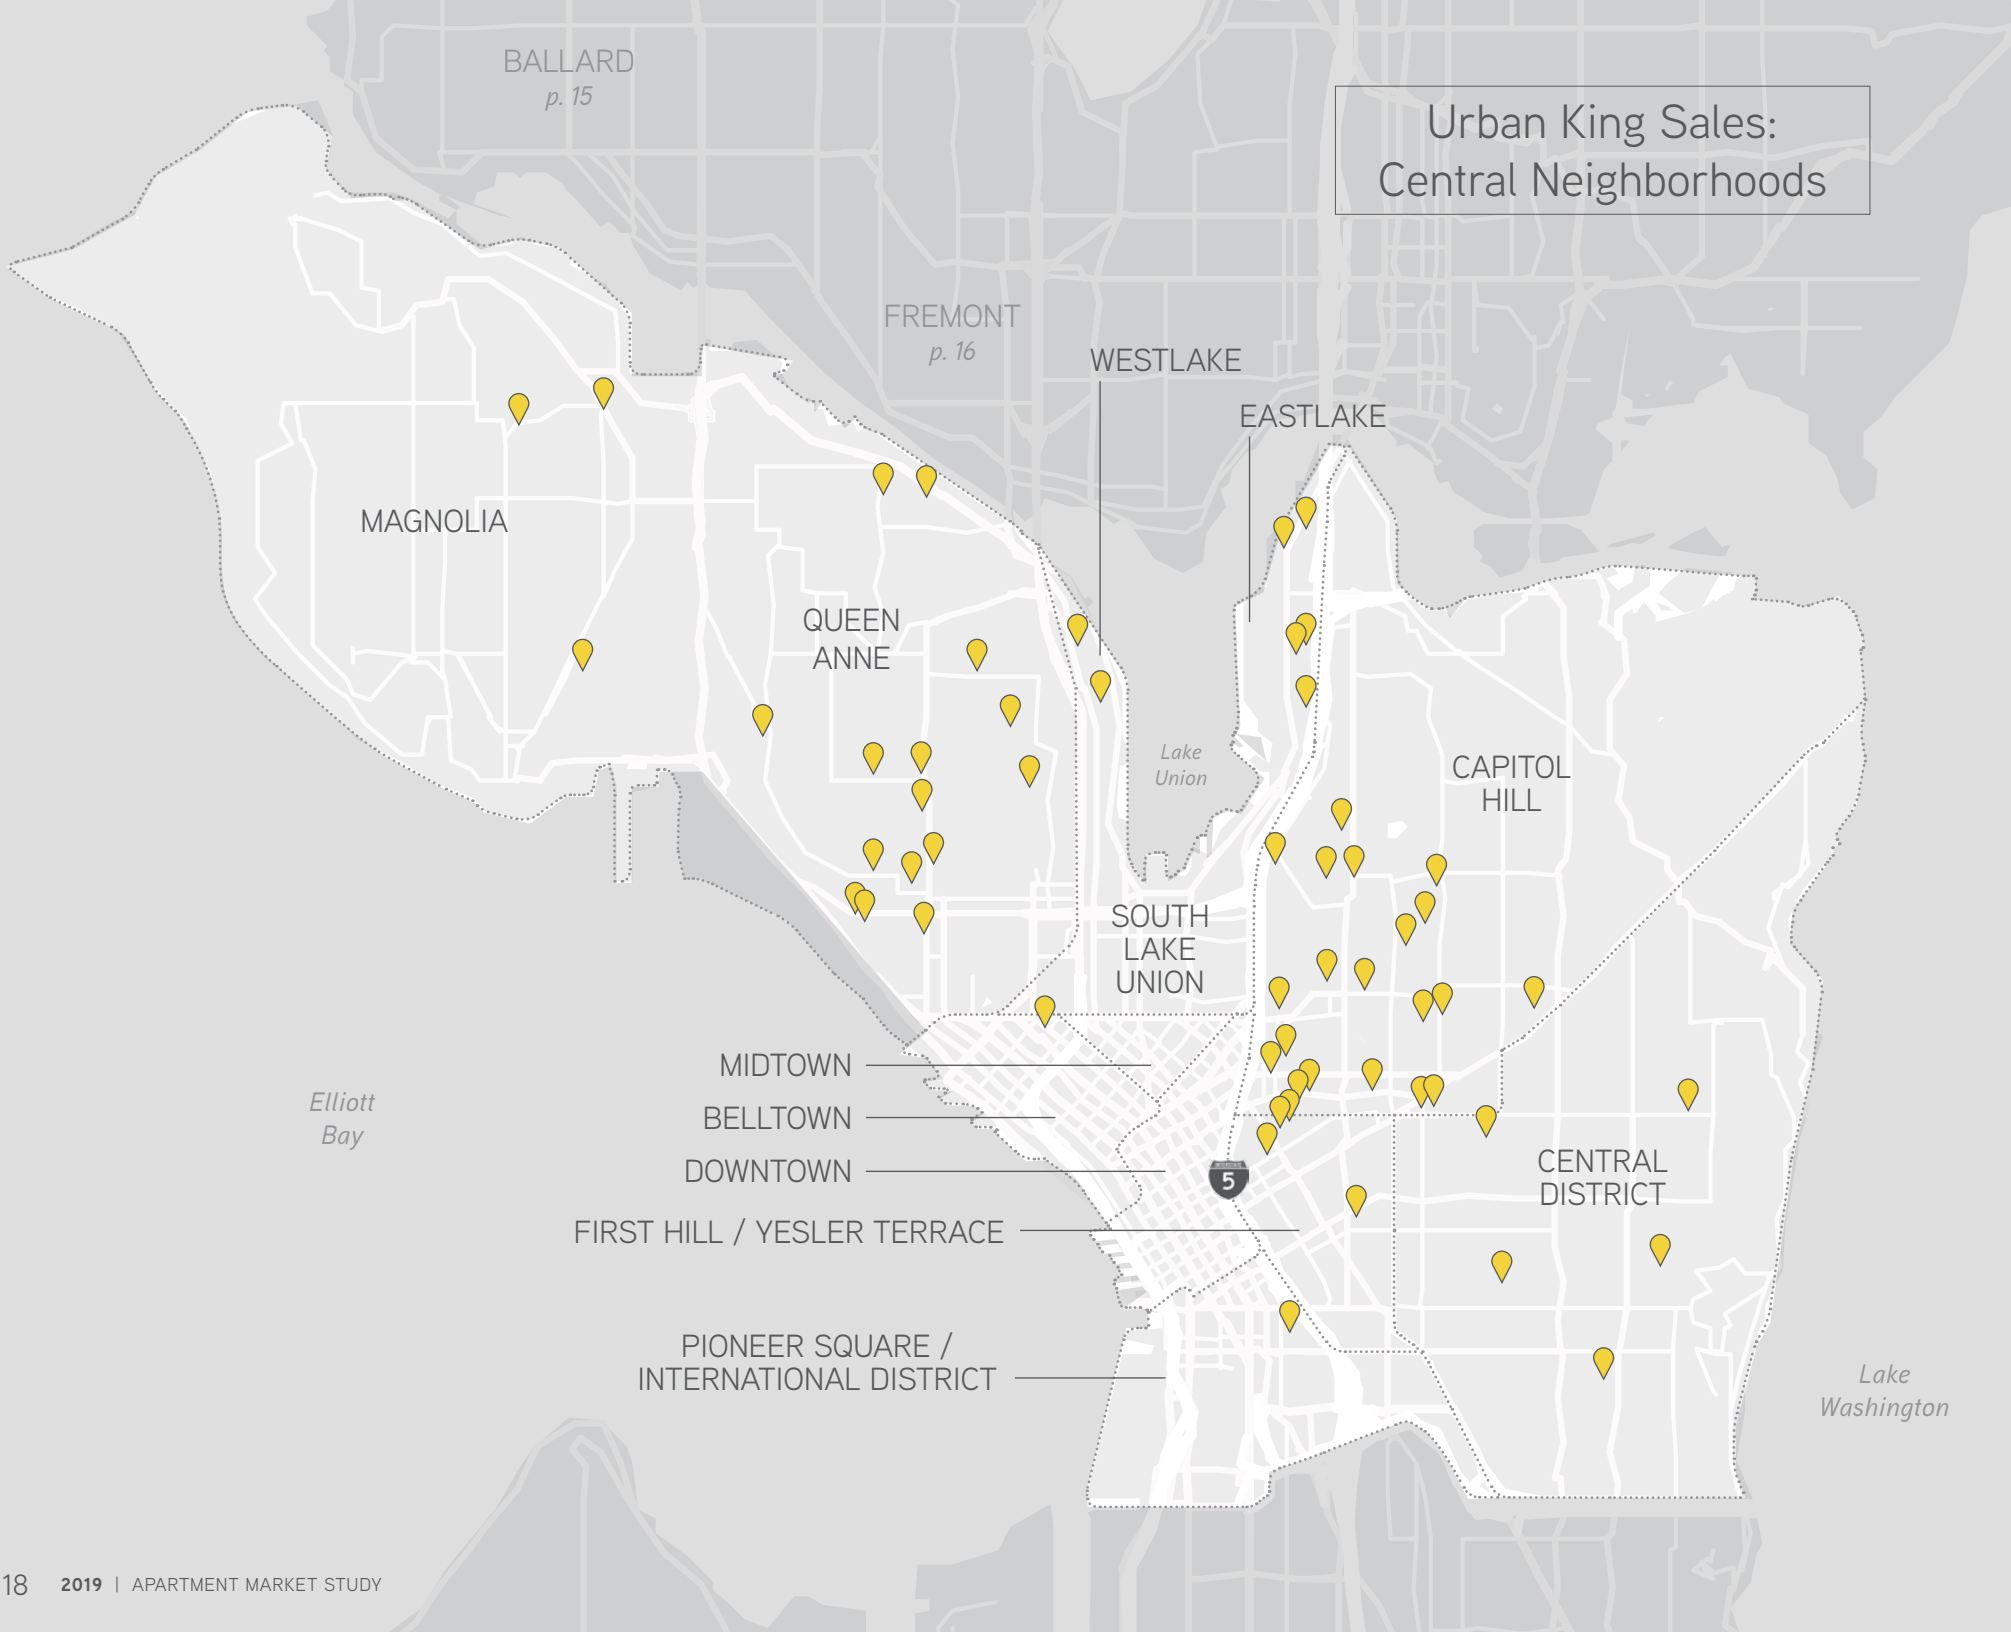 BALLARD
p. 15
Urban King Sales:
Central Neighborhoods
FREMONT
p. 16
WESTLAKE
EASTLAKE
MAGNOLIA
QUEEN
ANNE
Lake
Union
CAPITOL
HILL
SOUTH
LAKE
UNION
MIDTOWN
Elliott
Bay
BELLTOWN
DOWNTOWN
INTERSTATE
5
CENTRAL
DISTRICT
FIRST HILL / YESLER TERRACE
PIONEER SQUARE /
INTERNATIONAL DISTRICT
Lake
Washington
18 2019 | APARTMENT MARKET STUDY